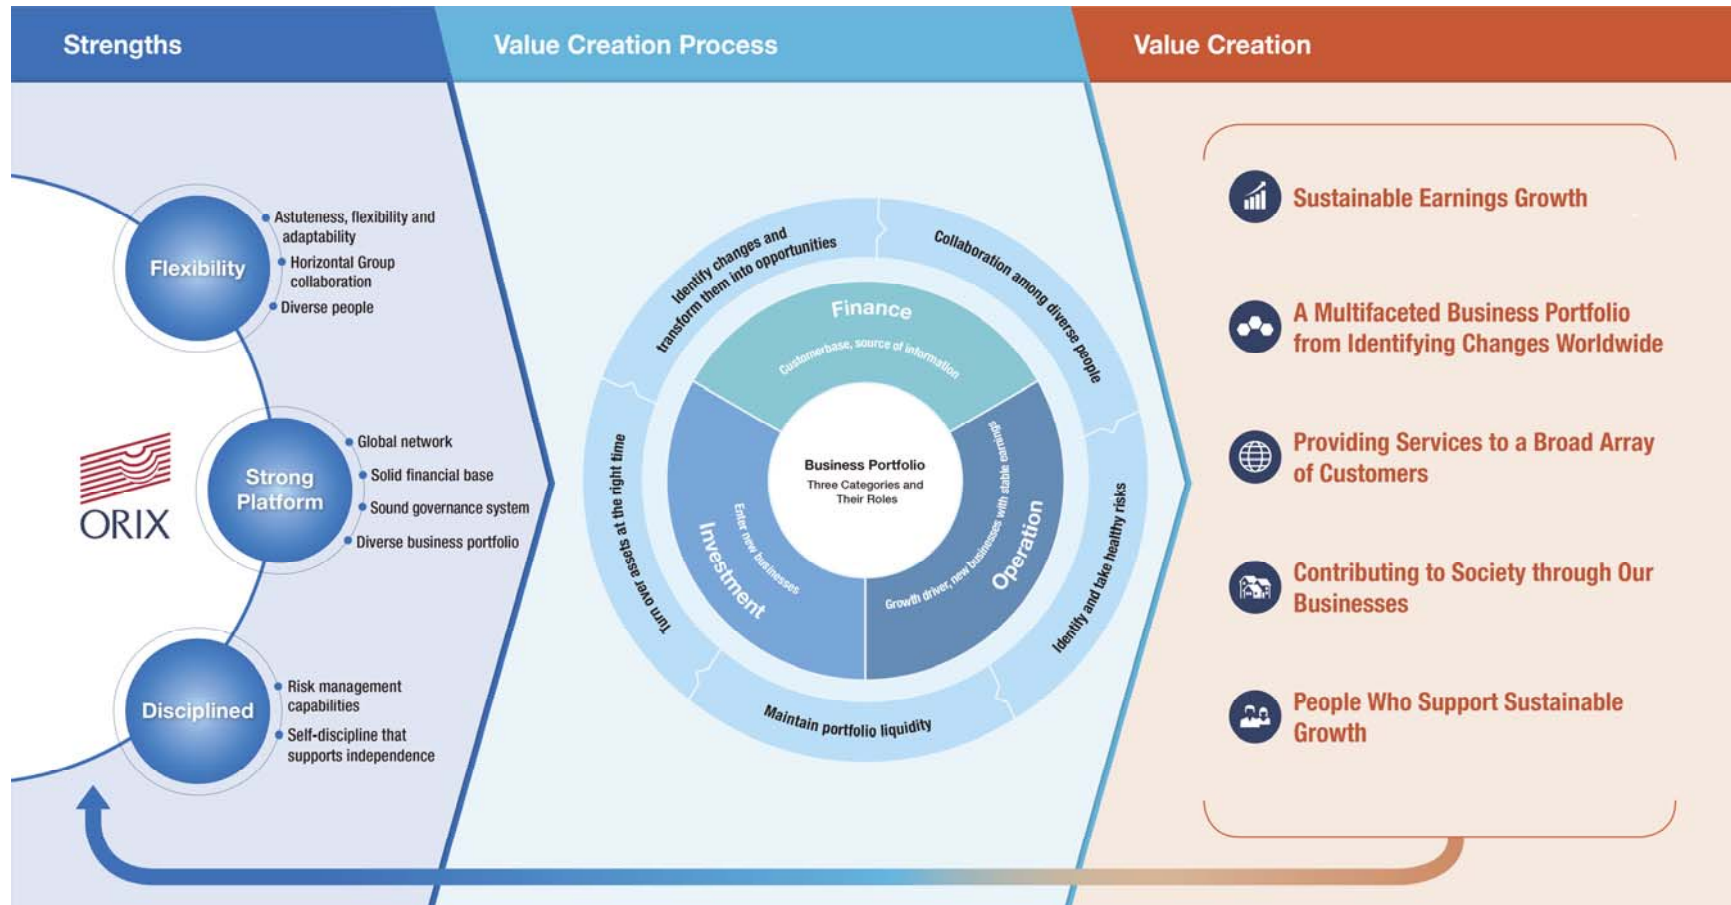 Strengths
Value Creation Process
Value Creation
Flexibility
Astuteness, flexibility and
adaptability
Horizontal Group
collaboration
Diverse people
ORIX
Strong
Platform
Global network
Solid financial base
Sound governance system
Diverse business portfolio
Disciplined
Risk management
capabilities
Self-discipline that
supports independence
Identify changes and
transform them into opportunities
Collaboration among diverse people
Identify and take healthy risks
Maintain portfolio liquidity
Turn over assets at the right time
Finance
Customerbase, source of information
Operation
Growth driver, new businesses with stable earnings
Investment
Enter new businesses
Business Portfolio
Three Categories and
Their Roles
Sustainable Earnings Growth
A Multifaceted Business Portfolio
from Identifying Changes Worldwide
Providing Services to a Broad Array
of Customers
Contributing to Society through Our
Businesses
People Who Support Sustainable
Growth